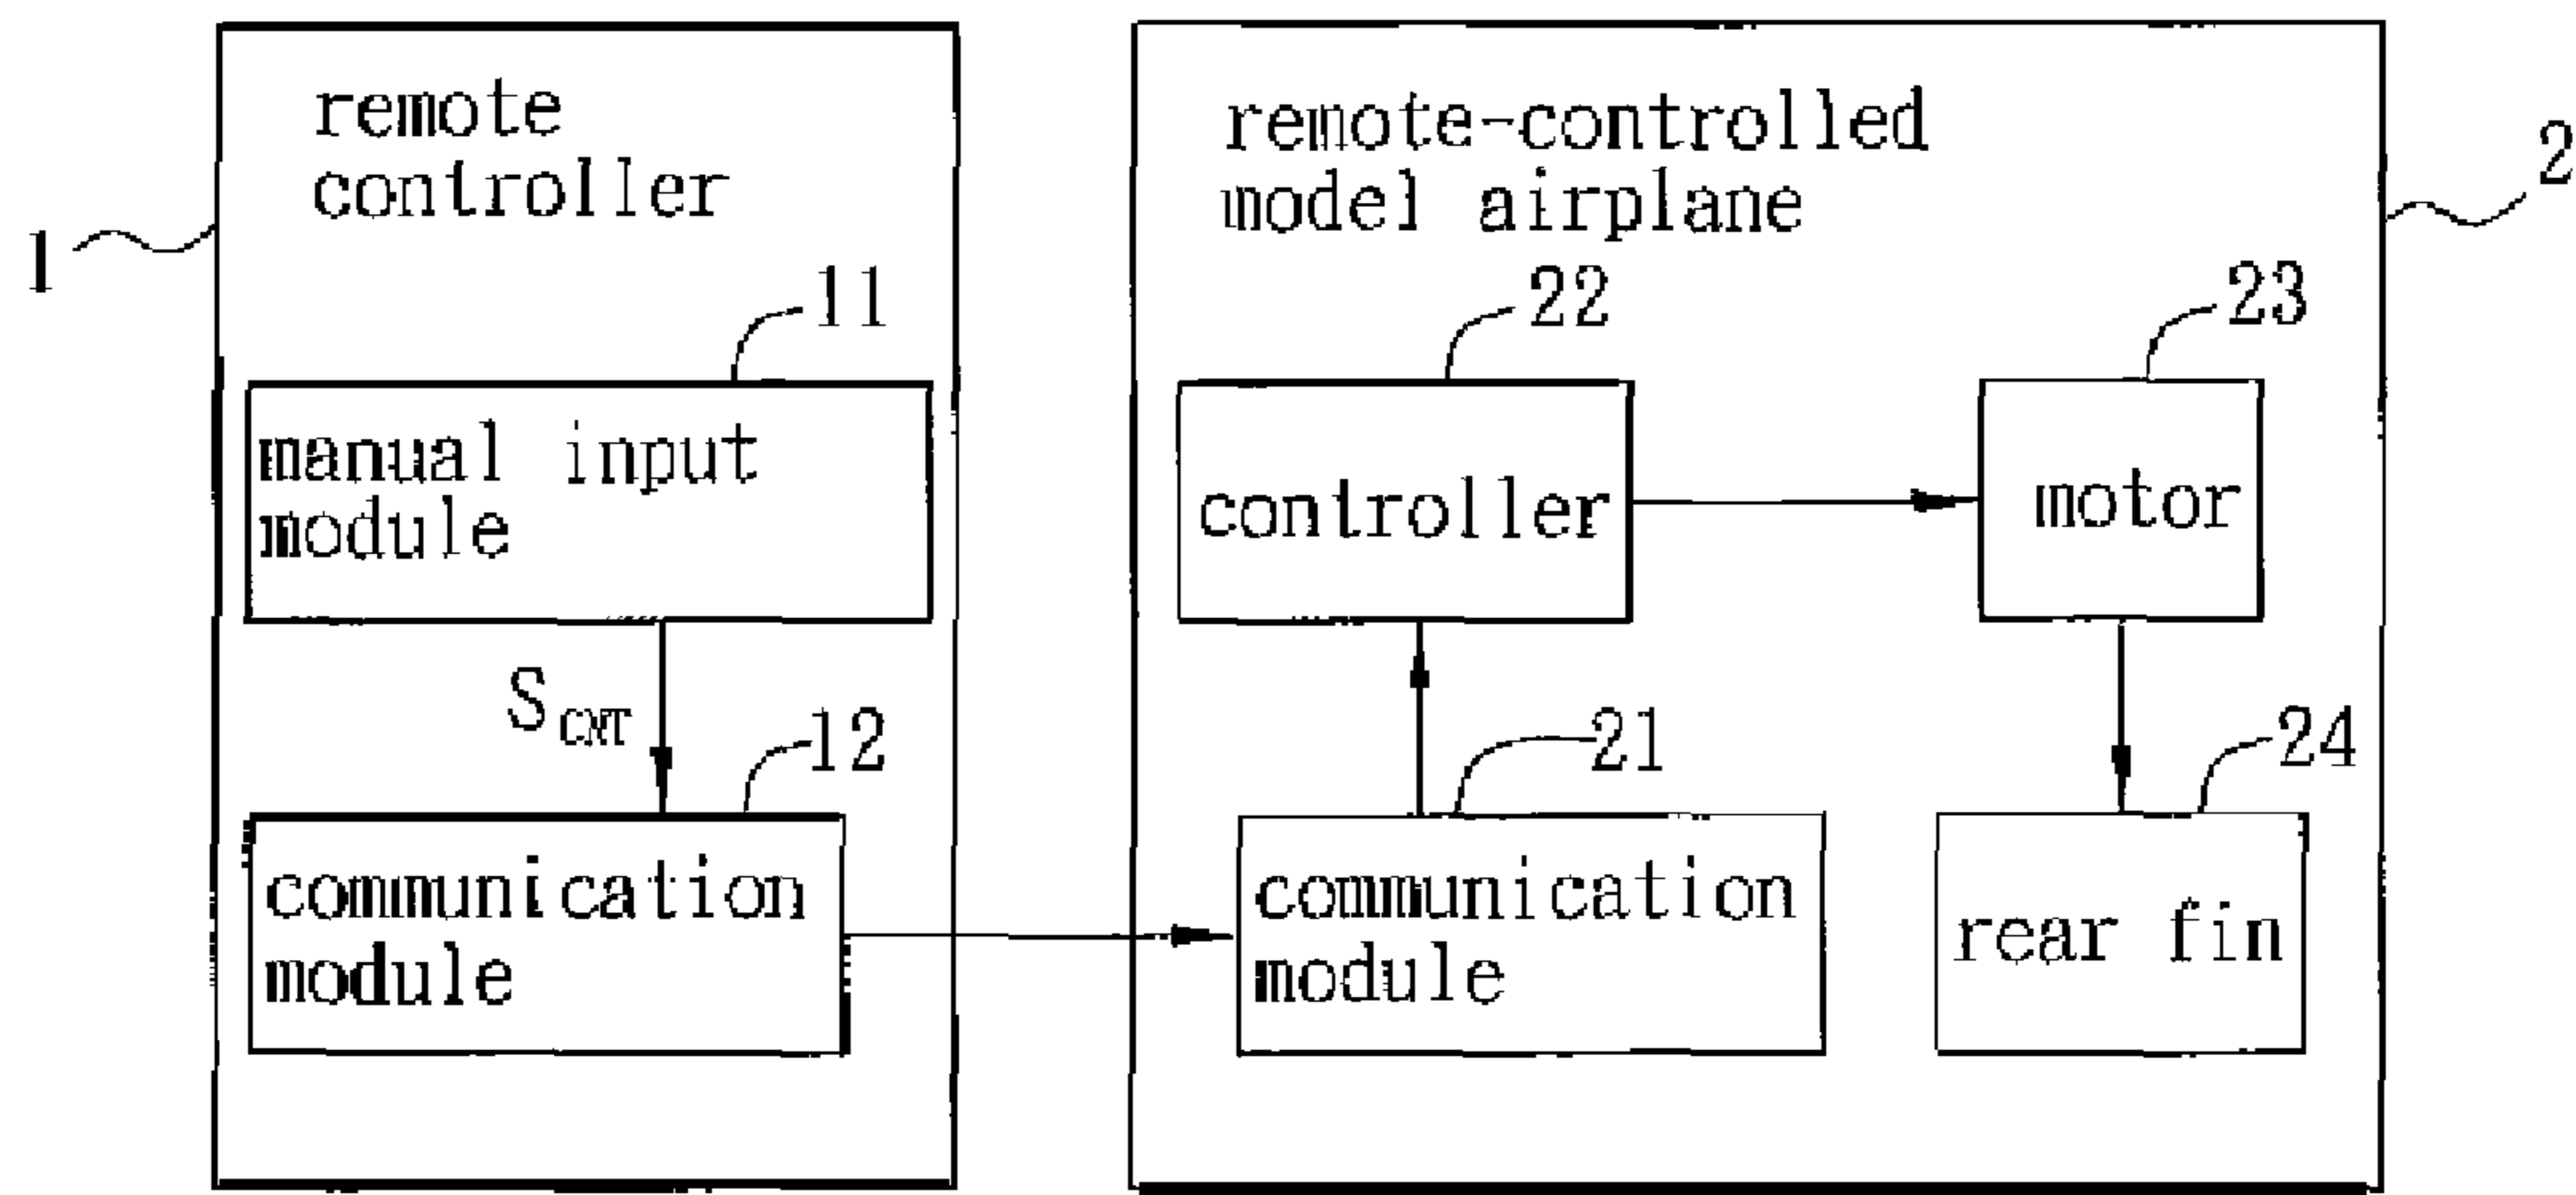 remote
controller
1
11
manual input
module
S_CNT
12
communication
module
remote-controlled
model airplane
2
22
controller
23
motor
21
communication
module
24
rear fin